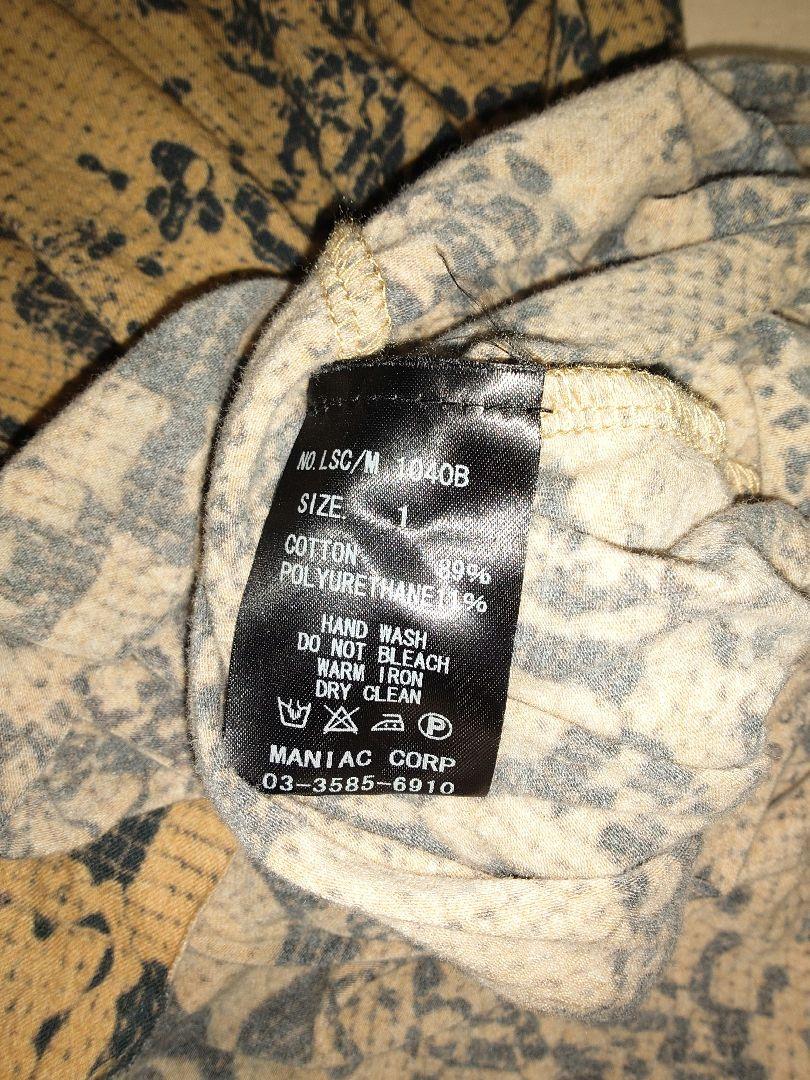 NO.LSC/M 1040B
SIZE. 1
COTTON 89%
POLYURETHANE11%
HAND WASH
DO NOT BLEACH
WARM IRON
DRY CLEAN
P
MANIAC CORP
03-3585-6910